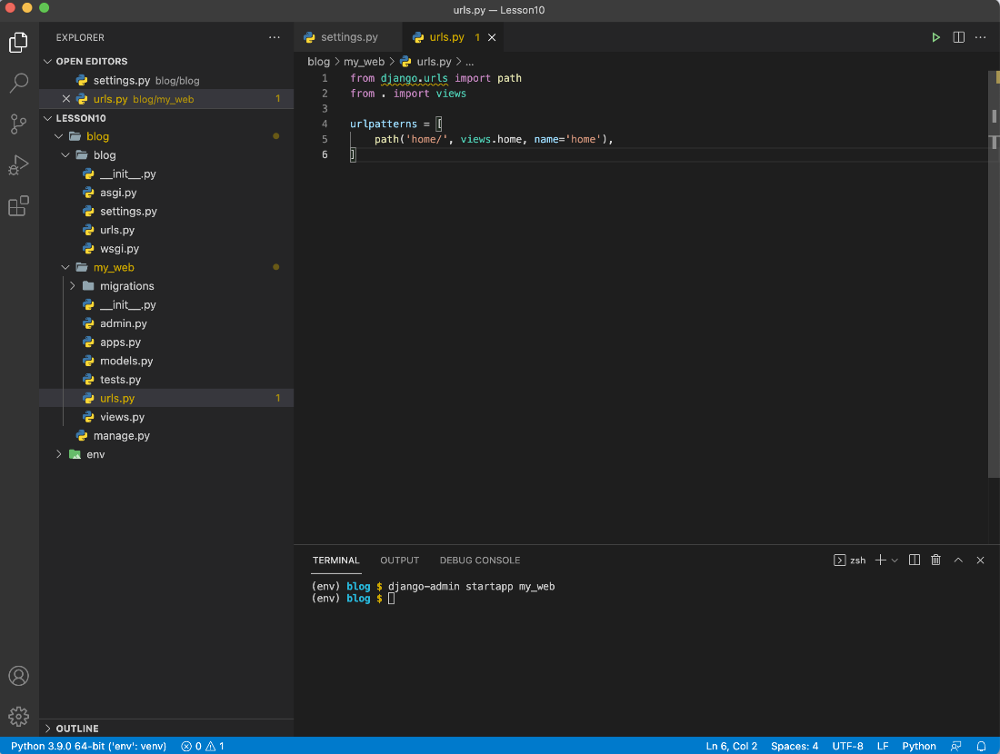 urls.py — Lesson10
EXPLORER
OPEN EDITORS
settings.py blog/blog
urls.py blog/my_web 1
LESSON10
blog
blog
__init__.py
asgi.py
settings.py
urls.py
wsgi.py
my_web
migrations
__init__.py
admin.py
apps.py
models.py
tests.py
urls.py 1
views.py
manage.py
env
OUTLINE
settings.py urls.py 1
blog > my_web > urls.py > ...
1 from django.urls import path
2 from . import views
3
4 urlpatterns = [
5 path('home/', views.home, name='home'),
6 ]
TERMINAL OUTPUT DEBUG CONSOLE zsh
(env) blog $ django-admin startapp my_web
(env) blog $
Python 3.9.0 64-bit ('env': venv) 0 1 Ln 6, Col 2 Spaces: 4 UTF-8 LF Python